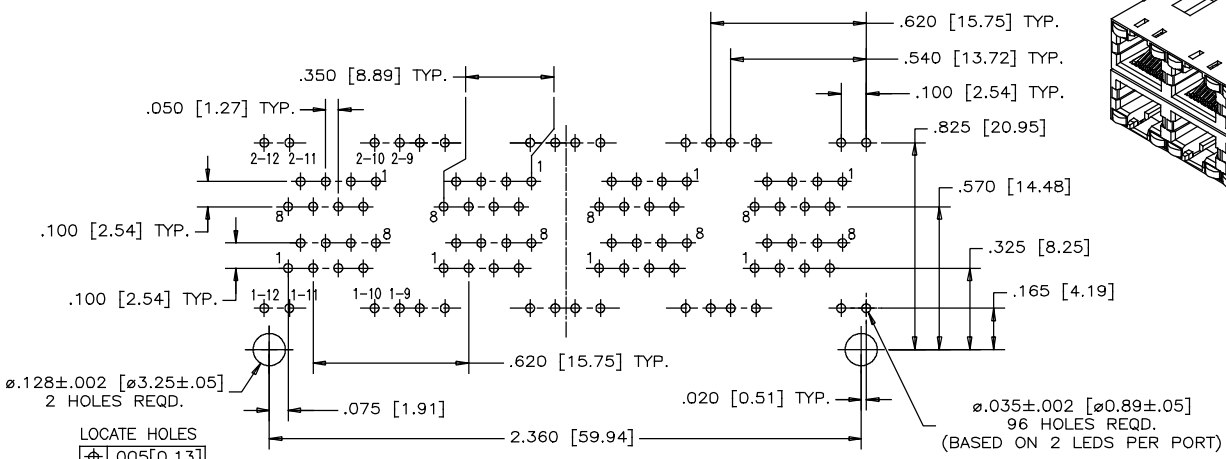 .620 [15.75] TYP.
.540 [13.72] TYP.
.350 [8.89] TYP.
.100 [2.54] TYP.
.050 [1.27] TYP.
.825 [20.95]
2-12 2-11 2-10 2-9
1 1 1 1
.570 [14.48]
8 8 8 8
.100 [2.54] TYP.
8 8 8 8
.325 [8.25]
1 1 1 1
.100 [2.54] TYP.
1-12 1-11 1-10 1-9
.165 [4.19]
.620 [15.75] TYP.
ø.128±.002 [ø3.25±.05]
2 HOLES REQD.
.075 [1.91]
.020 [0.51] TYP.
ø.035±.002 [ø0.89±.05]
96 HOLES REQD.
(BASED ON 2 LEDS PER PORT)
2.360 [59.94]
LOCATE HOLES
⌖ .005[0.13]